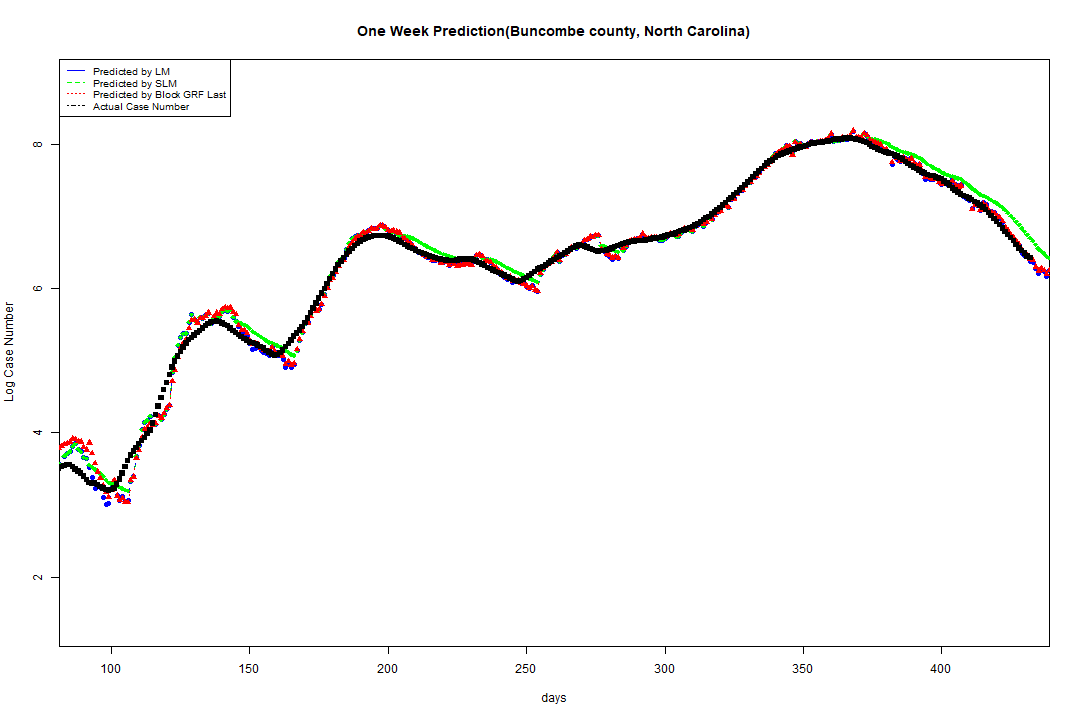 One Week Prediction(Buncombe county, North Carolina)
Predicted by LM
Predicted by SLM
Predicted by Block GRF Last
Actual Case Number
8
6
4
2
Log Case Number
100 150 200 250 300 350 400
days